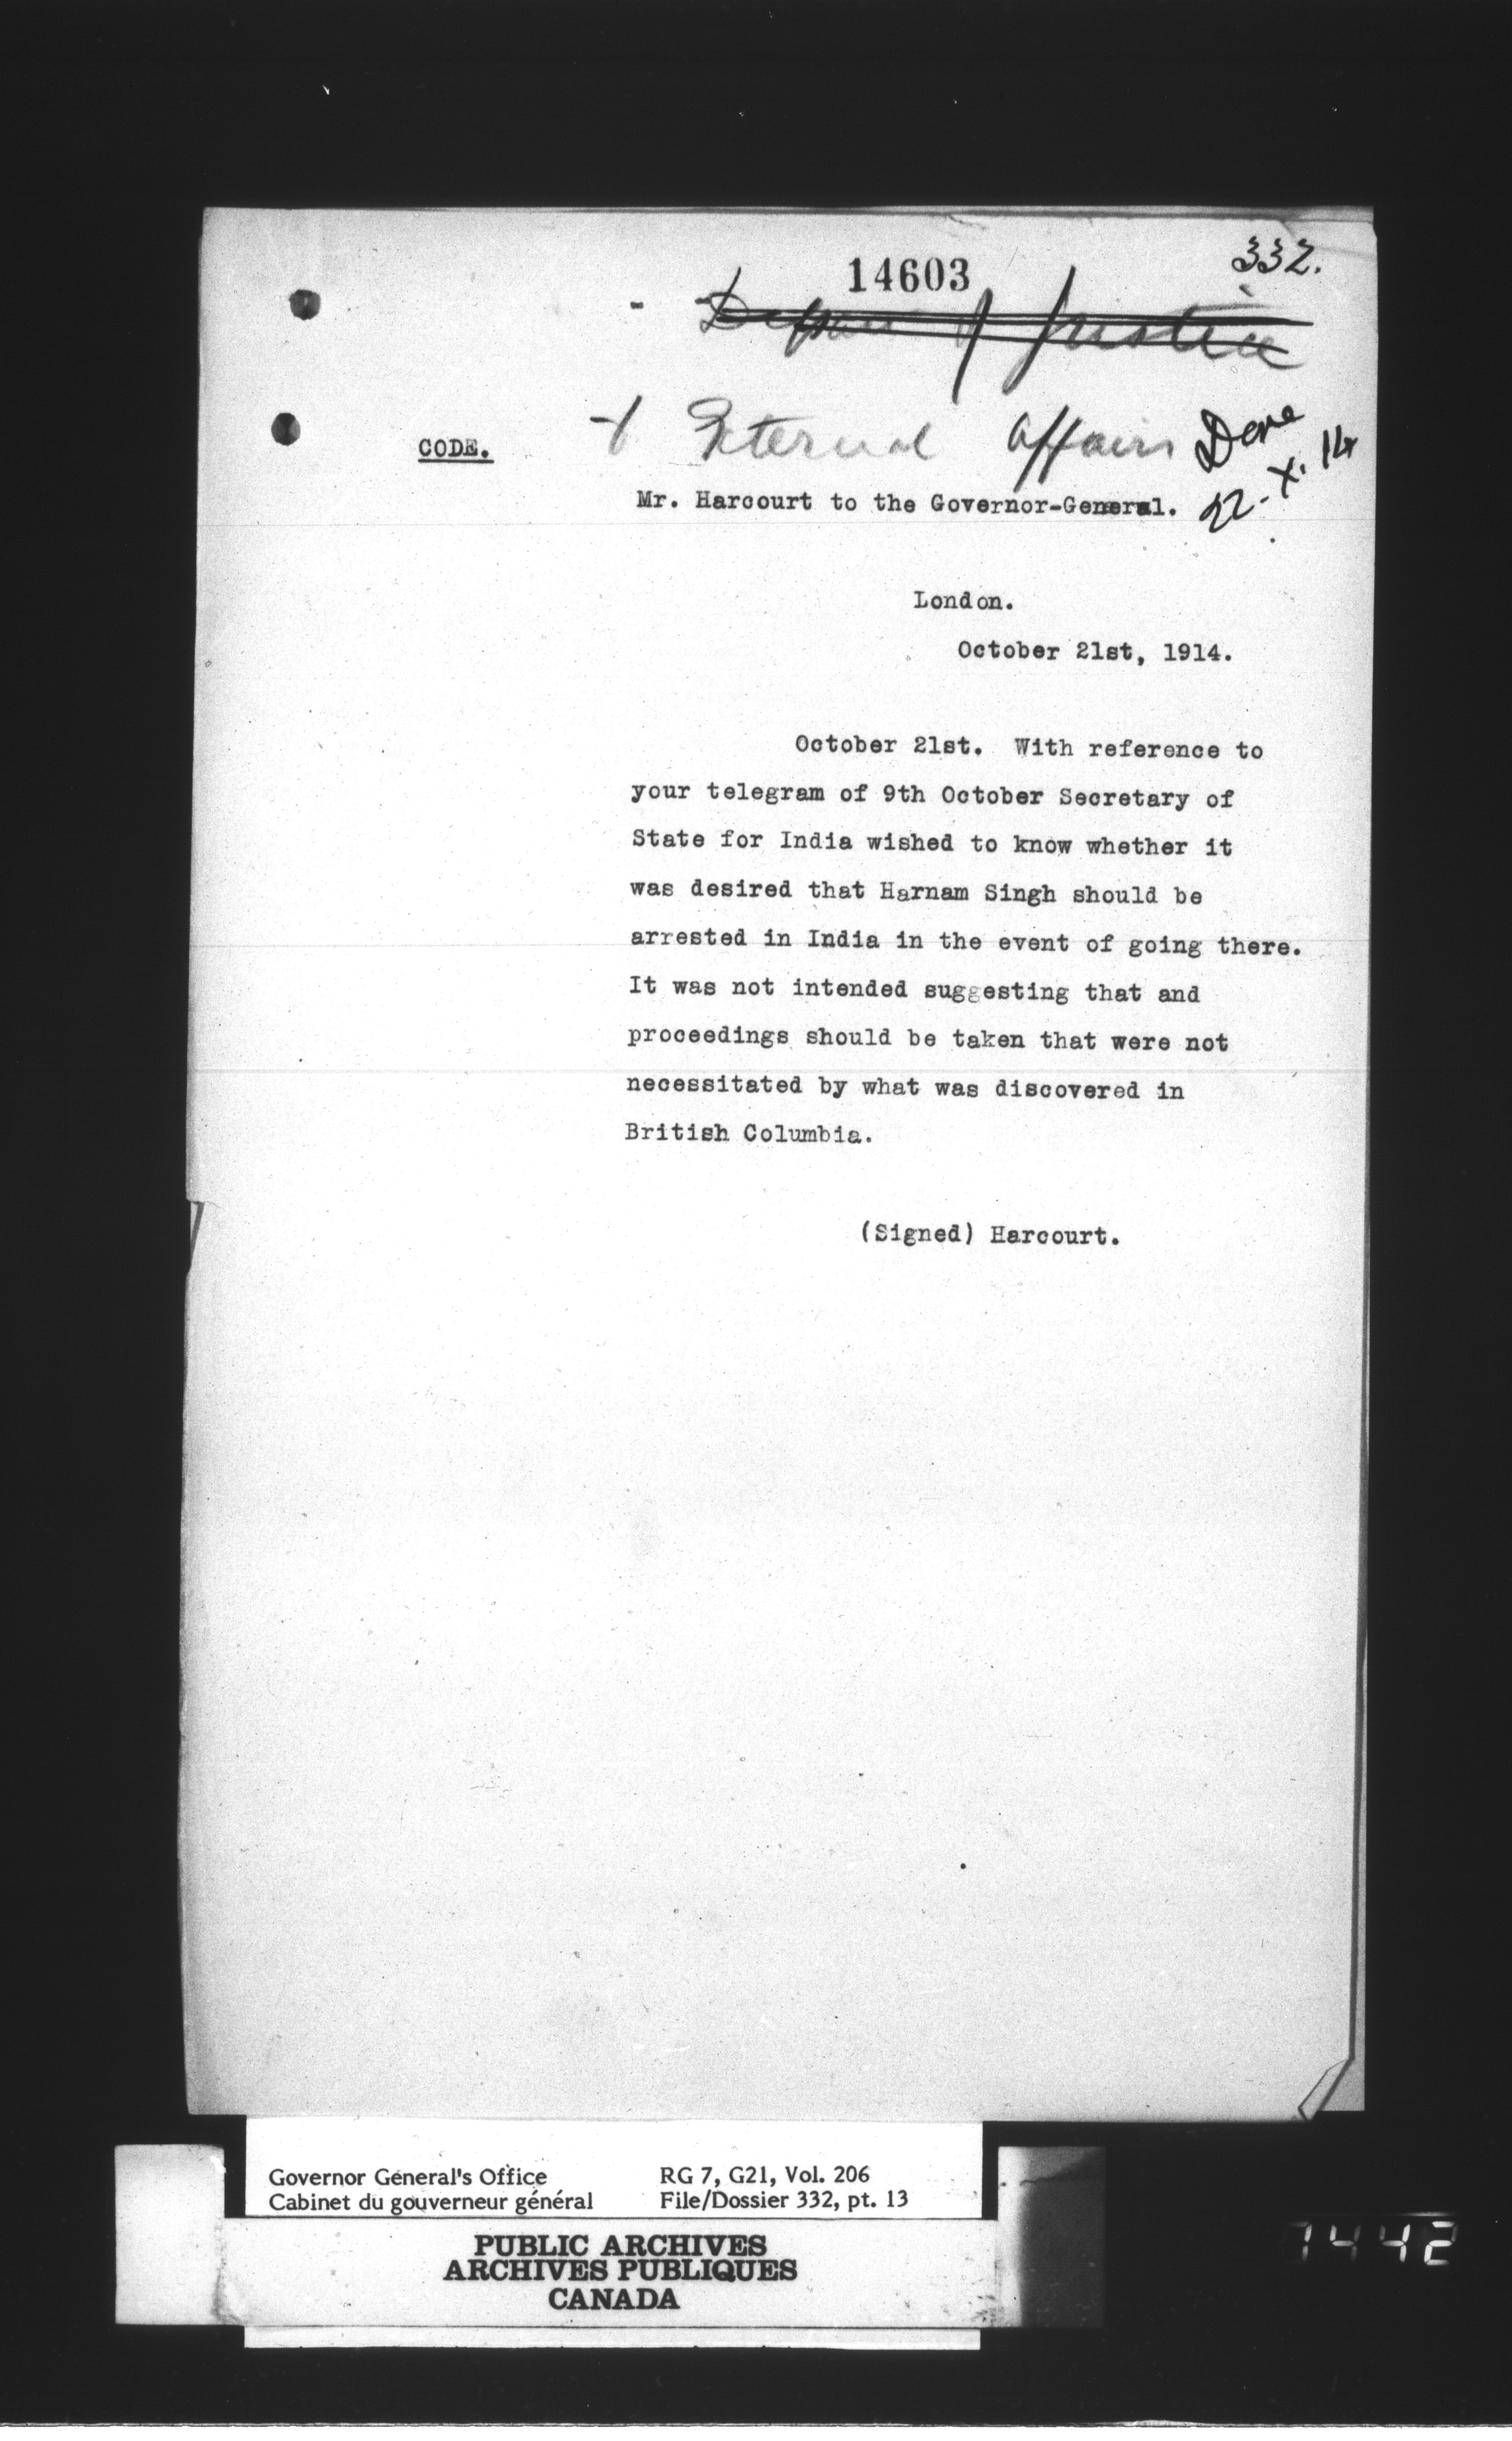 14603
332.
Depart of Justice
External Affairs
Done
22.X.14
CODE.
Mr. Harcourt to the Governor-General.
London.
October 21st, 1914.
October 21st. With reference to
your telegram of 9th October Secretary of
State for India wished to know whether it
was desired that Harnam Singh should be
arrested in India in the event of going there.
It was not intended suggesting that and
proceedings should be taken that were not
necessitated by what was discovered in
British Columbia.
(Signed) Harcourt.
Governor General's Office RG 7, G21, Vol. 206
Cabinet du gouverneur général File/Dossier 332, pt. 13
PUBLIC ARCHIVES
ARCHIVES PUBLIQUES
CANADA
7442